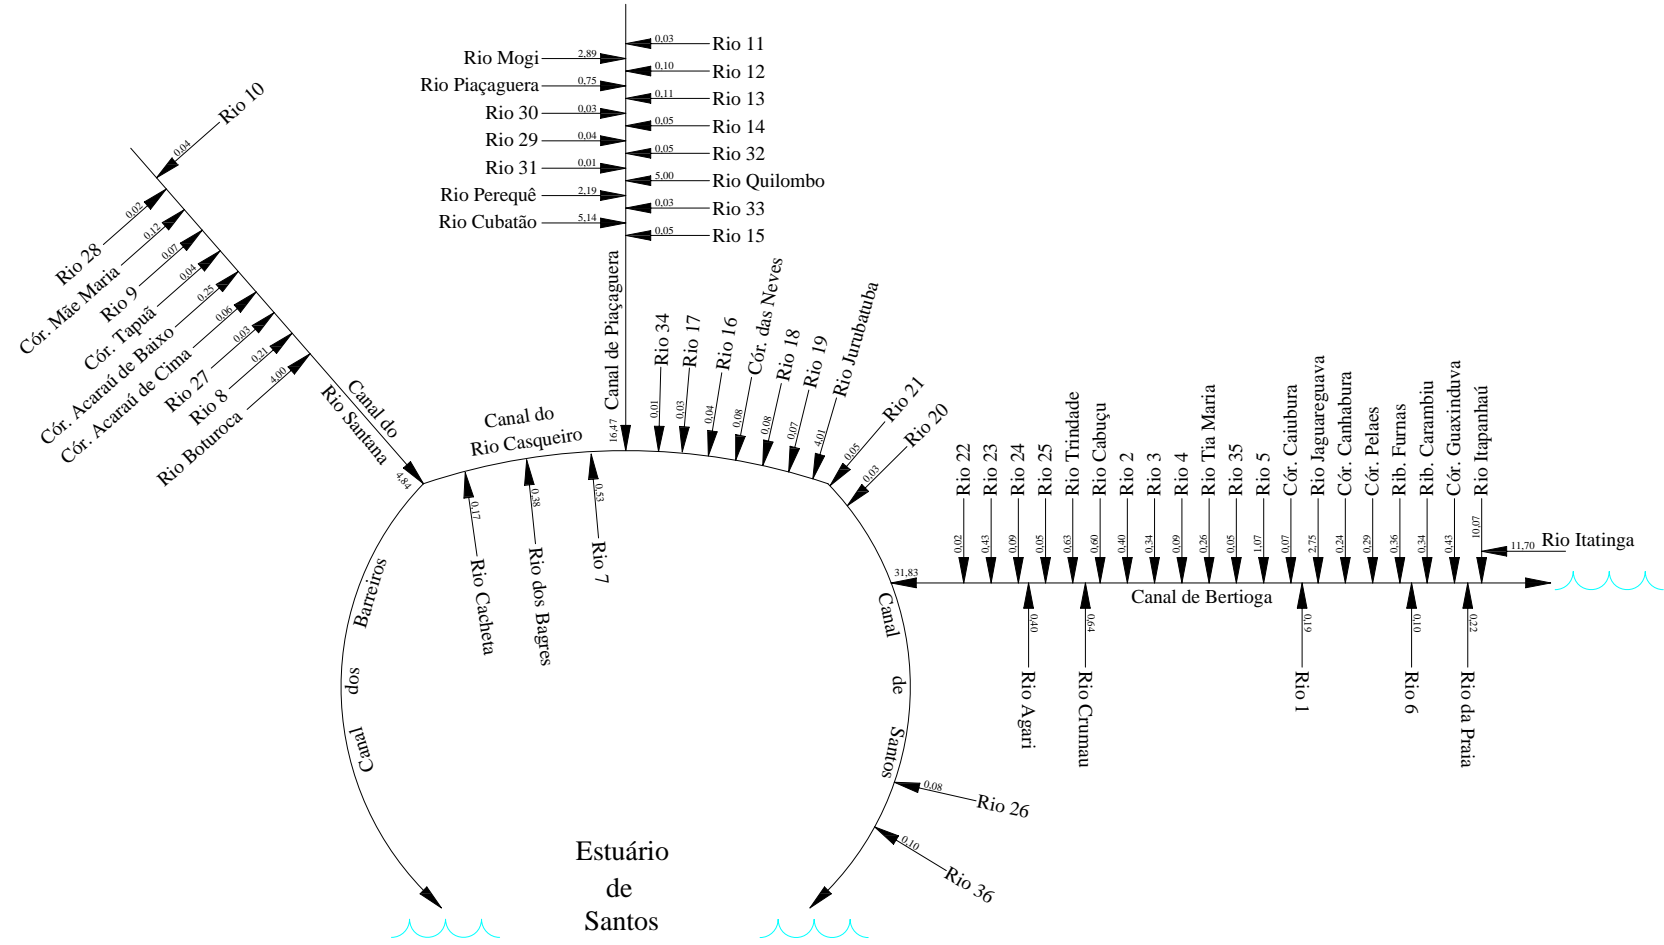 Rio 10
0,04
Rio 28
0,02
Cór. Mãe Maria
0,12
Rio 9
0,07
Cór. Tapuã
0,04
Cór. Acaraú de Baixo
0,25
Cór. Acaraú de Cima
0,06
Rio 27
0,03
Rio 8
0,21
Rio Boturoca
4,00
Canal do
Rio Santana
4,84
Rio Mogi
2,89
0,03
Rio 11
Rio Piaçaguera
0,75
0,10
Rio 12
Rio 30
0,03
0,11
Rio 13
Rio 29
0,04
0,05
Rio 14
Rio 31
0,01
0,05
Rio 32
Rio Perequê
2,19
5,00
Rio Quilombo
Rio Cubatão
5,14
0,03
Rio 33
0,05
Rio 15
Canal de Piaçaguera
16,47
Canal do
Rio Casqueiro
Rio Cacheta
0,17
Rio dos Bagres
0,38
Rio 7
0,53
Rio 34
0,01
Rio 17
0,03
Rio 16
0,04
Cór. das Neves
0,08
Rio 18
0,08
Rio 19
0,07
Rio Jurubatuba
4,01
Rio 21
0,05
Rio 20
0,03
Rio 22
0,02
Rio 23
0,43
Rio 24
0,09
Rio 25
0,05
Rio Trindade
0,63
Rio Cabuçu
0,60
Rio 2
0,40
Rio 3
0,34
Rio 4
0,09
Rio Tia Maria
0,26
Rio 35
0,05
Rio 5
1,07
Cór. Caiubura
0,07
Rio Jaguareguava
2,75
Cór. Canhabura
0,24
Cór. Pelaes
0,29
Rib. Furnas
0,36
Rib. Carambiu
0,34
Cór. Guaxinduva
0,43
Rio Itapanhaú
10,07
11,70
Rio Itatinga
31,83
Canal de Bertioga
0,40
Rio Agari
0,64
Rio Crumau
0,19
Rio 1
0,10
Rio 6
0,22
Rio da Praia
Canal
de
Santos
0,08
Rio 26
0,10
Rio 36
Canal
dos
Barreiros
Estuário
de
Santos